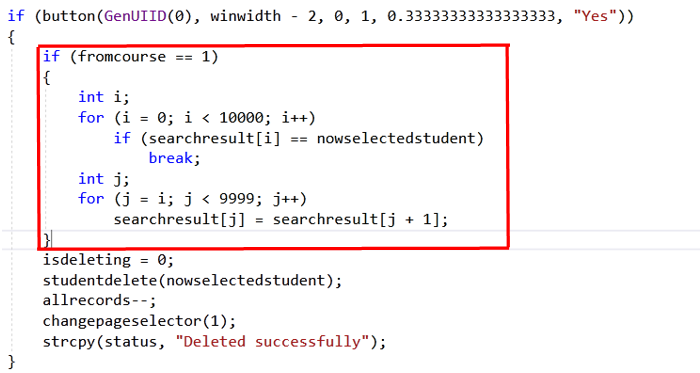 if (button(GenUIID(0), winwidth - 2, 0, 1, 0.33333333333333333, "Yes"))
{
if (fromcourse == 1)
{
int i;
for (i = 0; i < 10000; i++)
if (searchresult[i] == nowselectedstudent)
break;
int j;
for (j = i; j < 9999; j++)
searchresult[j] = searchresult[j + 1];
}
isdeleting = 0;
studentdelete(nowselectedstudent);
allrecords--;
changepageselector(1);
strcpy(status, "Deleted successfully");
}